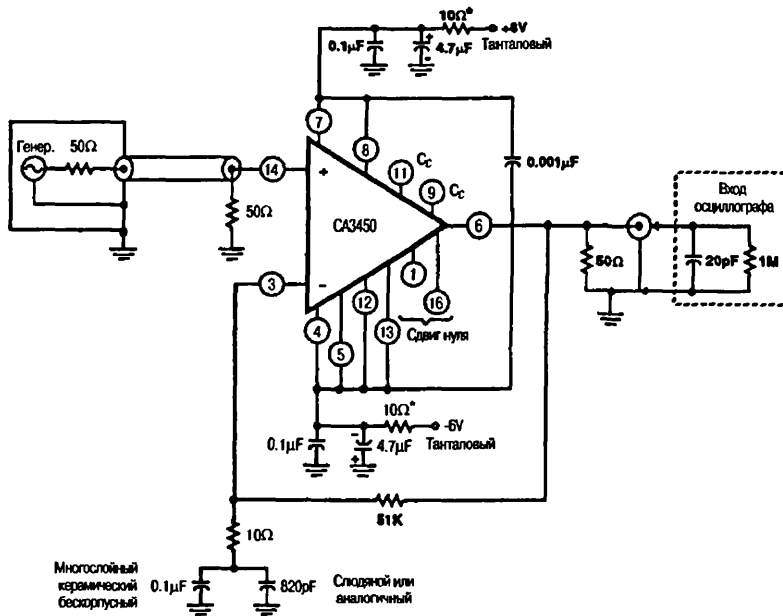 10Ω*
+6V
0.1μF
4.7μF
Танталовый
+
-
7
8
50Ω
Генер.
14
+
50Ω
11
Cc
9
Cc
0.001μF
CA3450
6
Вход
осциллографа
50Ω
20pF
1M
3
-
4
5
12
13
1
16
Сдвиг нуля
10Ω*
-6V
Танталовый
0.1μF
-
+
4.7μF
51K
10Ω
Многослойный
керамический
бескорпусный
0.1μF
820pF
Слюдяной или
аналогичный